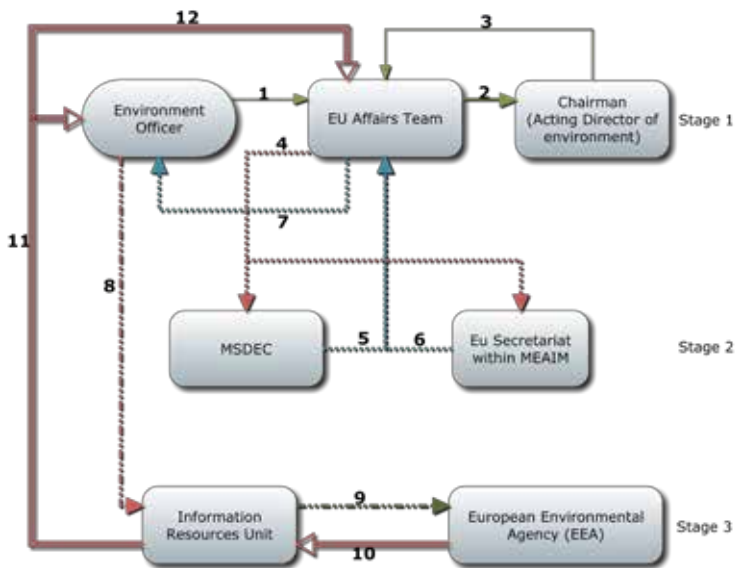 12
3
Environment
Officer
1
EU Affairs Team
2
Chairman
(Acting Director of
environment)
Stage 1
4
7
11
8
MSDEC
5
6
Eu Secretariat
within MEAIM
Stage 2
Information
Resources Unit
9
10
European Environmental
Agency (EEA)
Stage 3